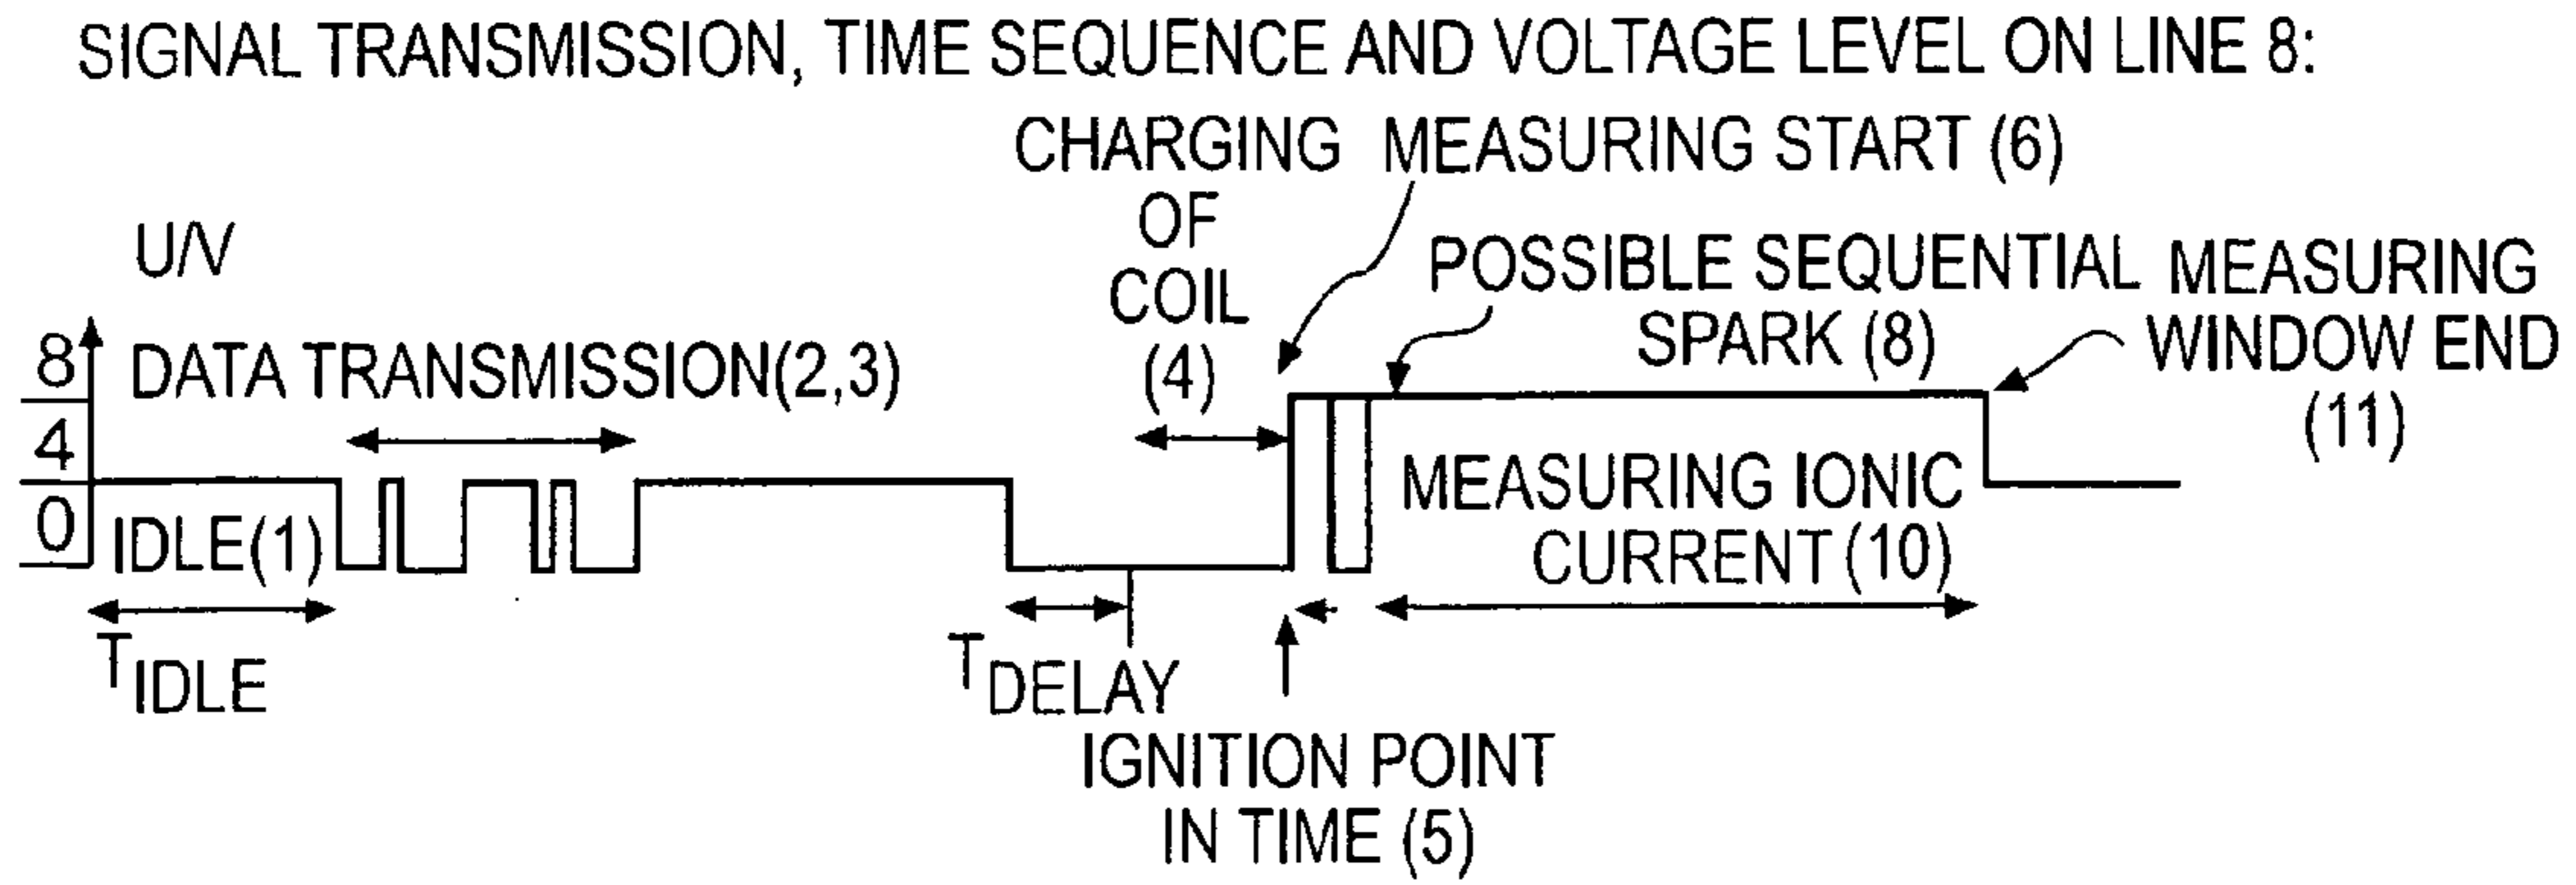 SIGNAL TRANSMISSION, TIME SEQUENCE AND VOLTAGE LEVEL ON LINE 8:
CHARGING
OF
COIL
(4)
MEASURING START (6)
U/V
POSSIBLE SEQUENTIAL
SPARK (8)
MEASURING
WINDOW END
(11)
8
4
0
DATA TRANSMISSION(2,3)
IDLE(1)
MEASURING IONIC
CURRENT (10)
TIDLE
TDELAY
IGNITION POINT
IN TIME (5)